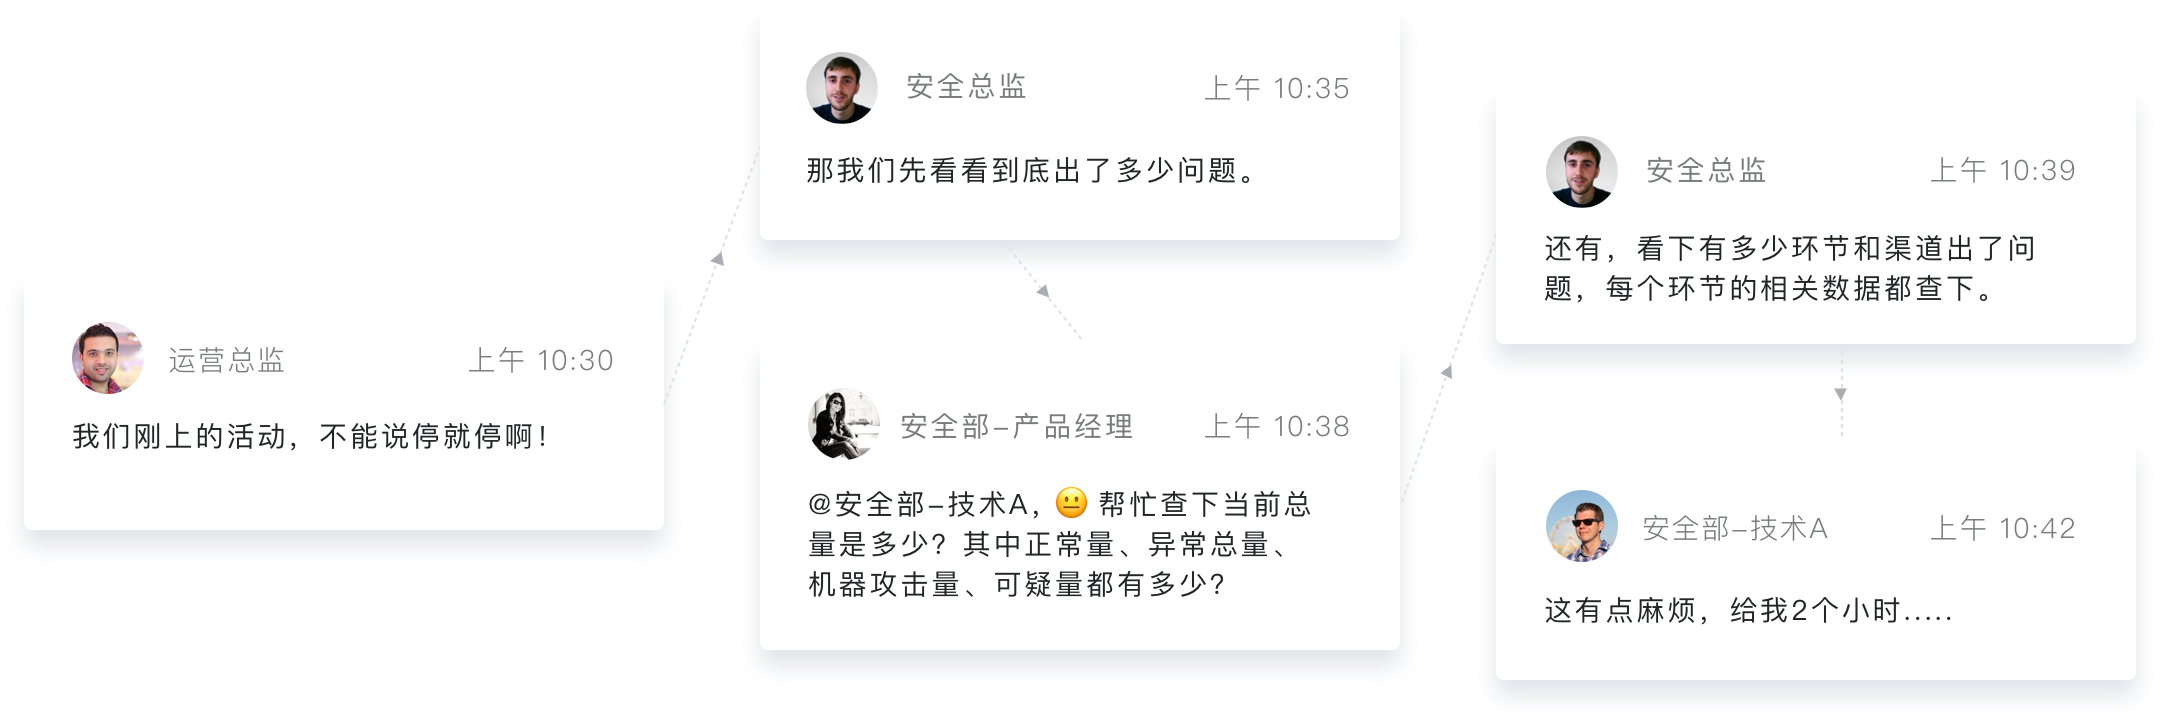 运营总监
上午 10:30
我们刚上的活动，不能说停就停啊！
安全总监
上午 10:35
那我们先看看到底出了多少问题。
安全部-产品经理
上午 10:38
@安全部-技术A，😐 帮忙查下当前总
量是多少？其中正常量、异常总量、
机器攻击量、可疑量都有多少？
安全总监
上午 10:39
还有，看下有多少环节和渠道出了问
题，每个环节的相关数据都查下。
安全部-技术A
上午 10:42
这有点麻烦，给我2个小时.....